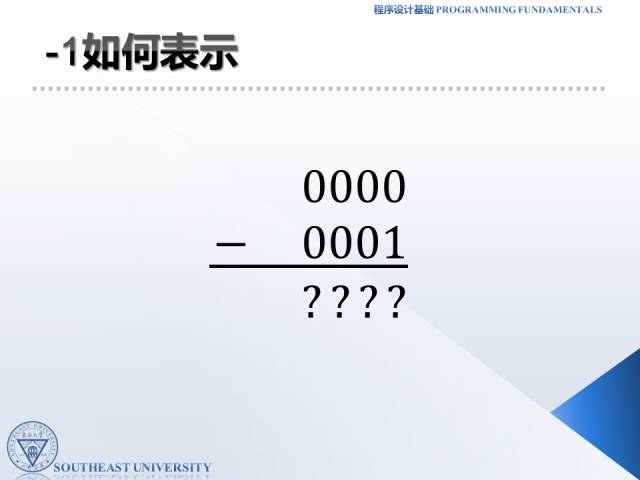 程序设计基础 PROGRAMMING FUNDAMENTALS
-1如何表示
0000
− 0001
????
SOUTHEAST UNIVERSITY